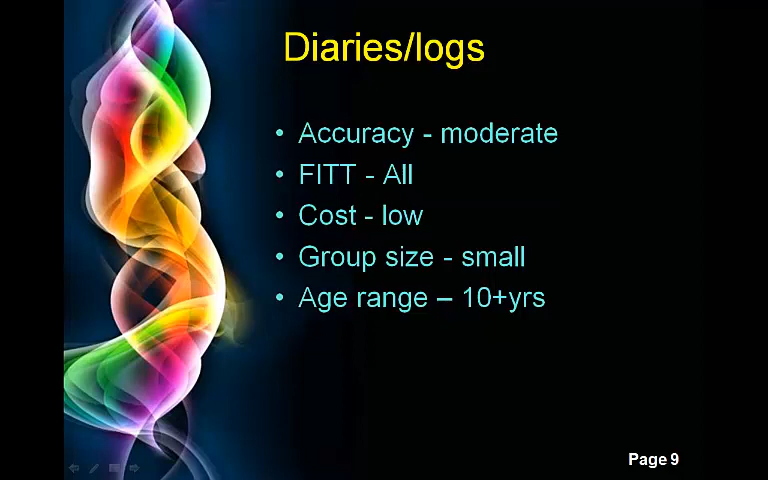 Diaries/logs
• Accuracy - moderate
• FITT - All
• Cost - low
• Group size - small
• Age range – 10+yrs
Page 9